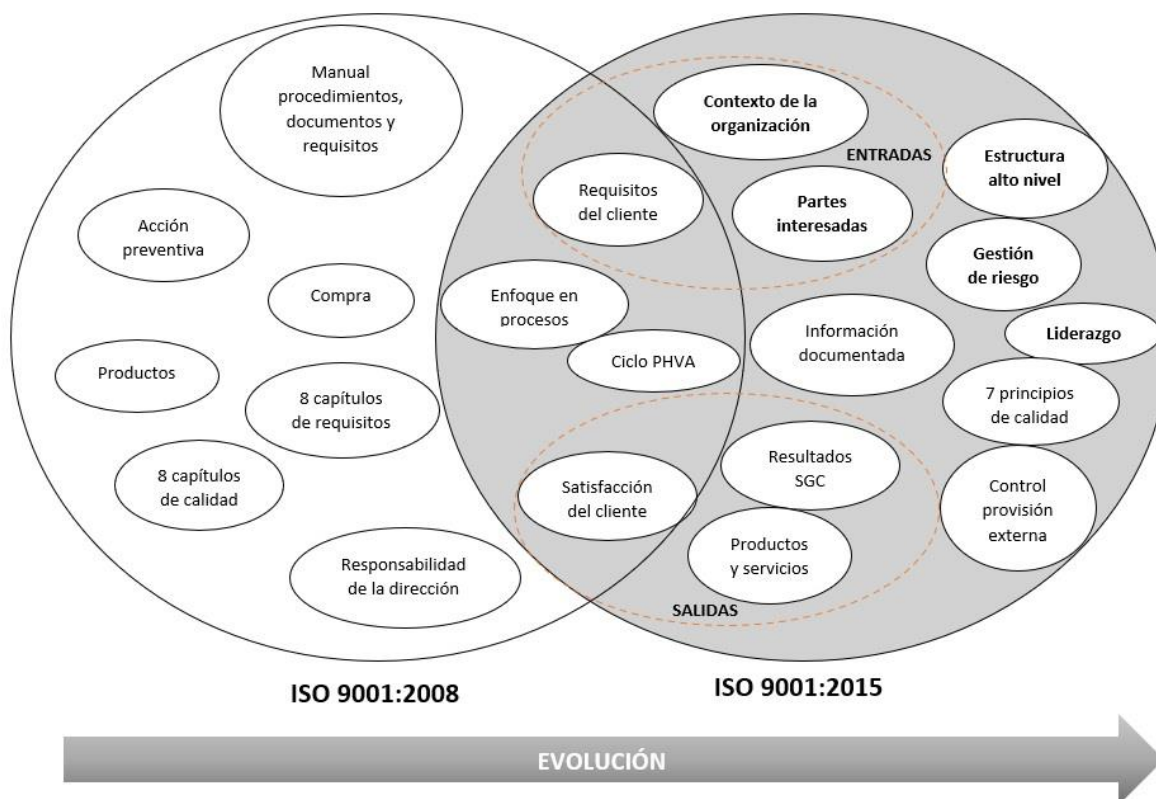 Manual
procedimientos,
documentos y
requisitos
Acción
preventiva
Compra
Productos
8 capítulos
de requisitos
8 capítulos
de calidad
Responsabilidad
de la dirección
Requisitos
del cliente
Enfoque en
procesos
Ciclo PHVA
Satisfacción
del cliente
Contexto de la
organización
ENTRADAS
Partes
interesadas
Estructura
alto nivel
Gestión
de riesgo
Información
documentada
Liderazgo
7 principios
de calidad
Resultados
SGC
Control
provisión
externa
Productos
y servicios
SALIDAS
ISO 9001:2008
ISO 9001:2015
EVOLUCIÓN